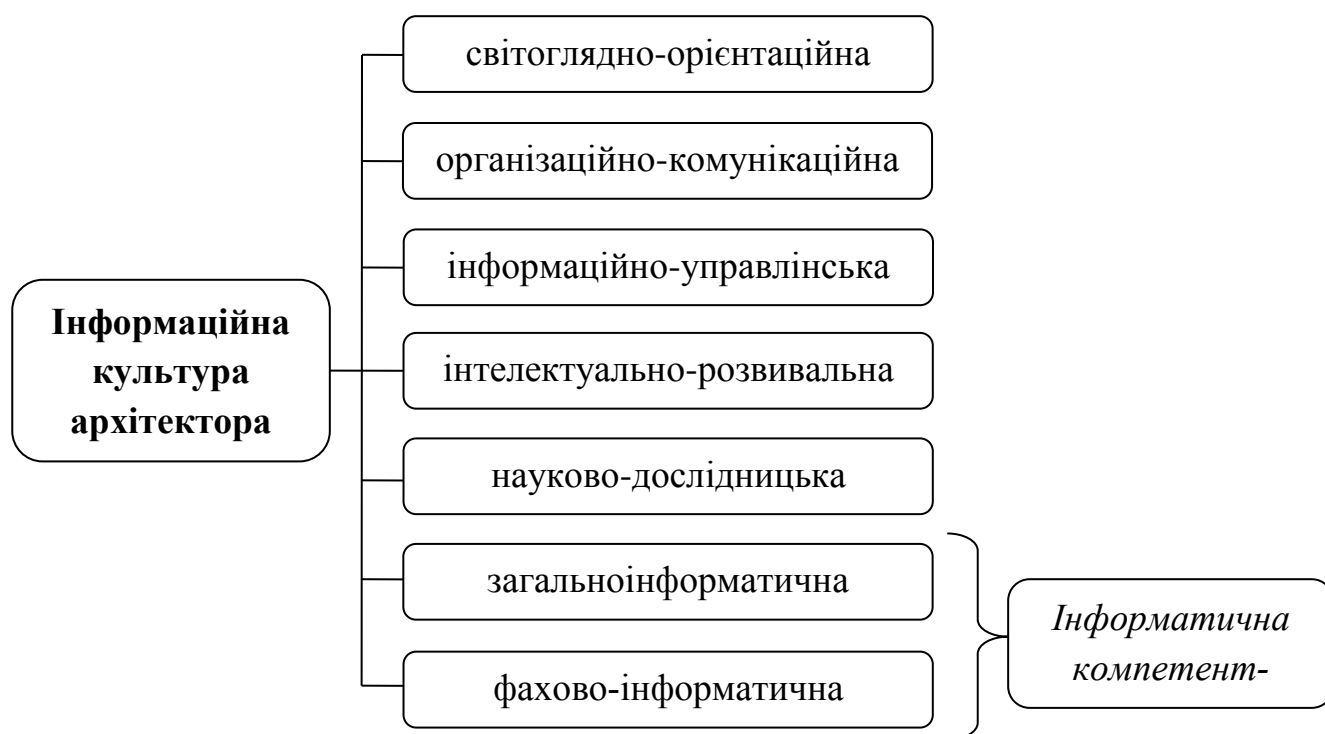 світоглядно-орієнтаційна
організаційно-комунікаційна
інформаційно-управлінська
Інформаційна
культура
архітектора
інтелектуально-розвивальна
науково-дослідницька
загальноінформатична
Інформатична
компетент-
фахово-інформатична